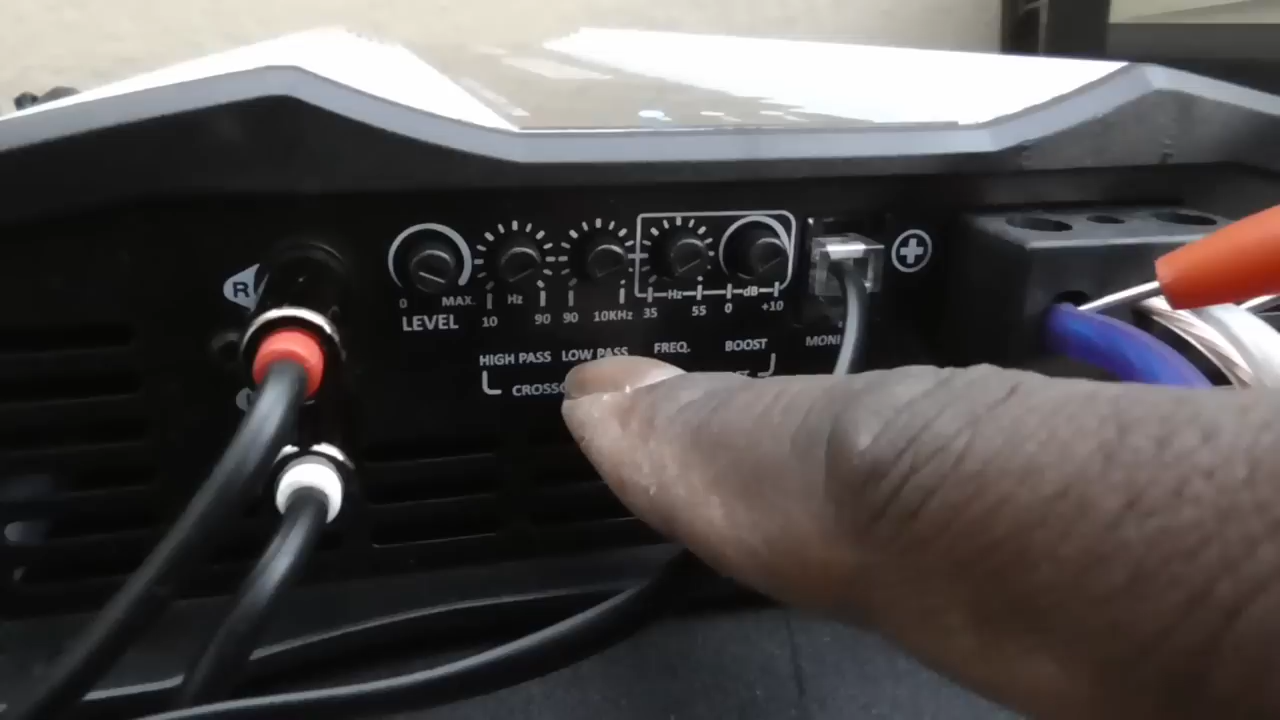 R
0 MAX. Hz Hz dB
10 90 90 10KHz 35 55 0 +10
LEVEL
HIGH PASS LOW PASS FREQ. BOOST